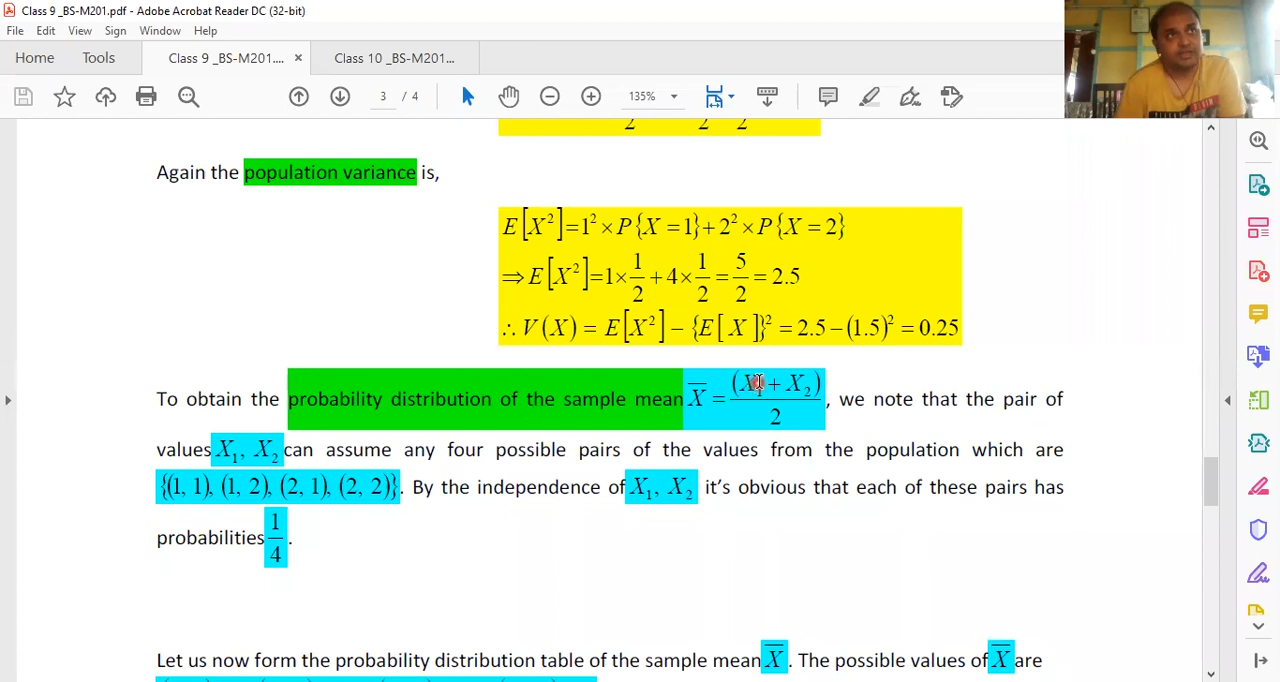 Class 9 _BS-M201.pdf - Adobe Acrobat Reader DC (32-bit)
File Edit View Sign Window Help
Home Tools Class 9 _BS-M201.... × Class 10 _BS-M201...
3 / 4 135%
2 2 2
Again the population variance is,
E[X²]=1²×P{X=1}+2²×P{X=2}
⇒E[X²]=1×1/2+4×1/2=5/2=2.5
∴ V(X) = E[X²] − {E[X]}² = 2.5 − (1.5)² = 0.25
To obtain the probability distribution of the sample mean X̅ = (X₁ + X₂)/2, we note that the pair of
values X₁, X₂ can assume any four possible pairs of the values from the population which are
{(1, 1), (1, 2), (2, 1), (2, 2)}. By the independence of X₁, X₂ it's obvious that each of these pairs has
probabilities 1/4.
Let us now form the probability distribution table of the sample mean X̅. The possible values of X̅ are